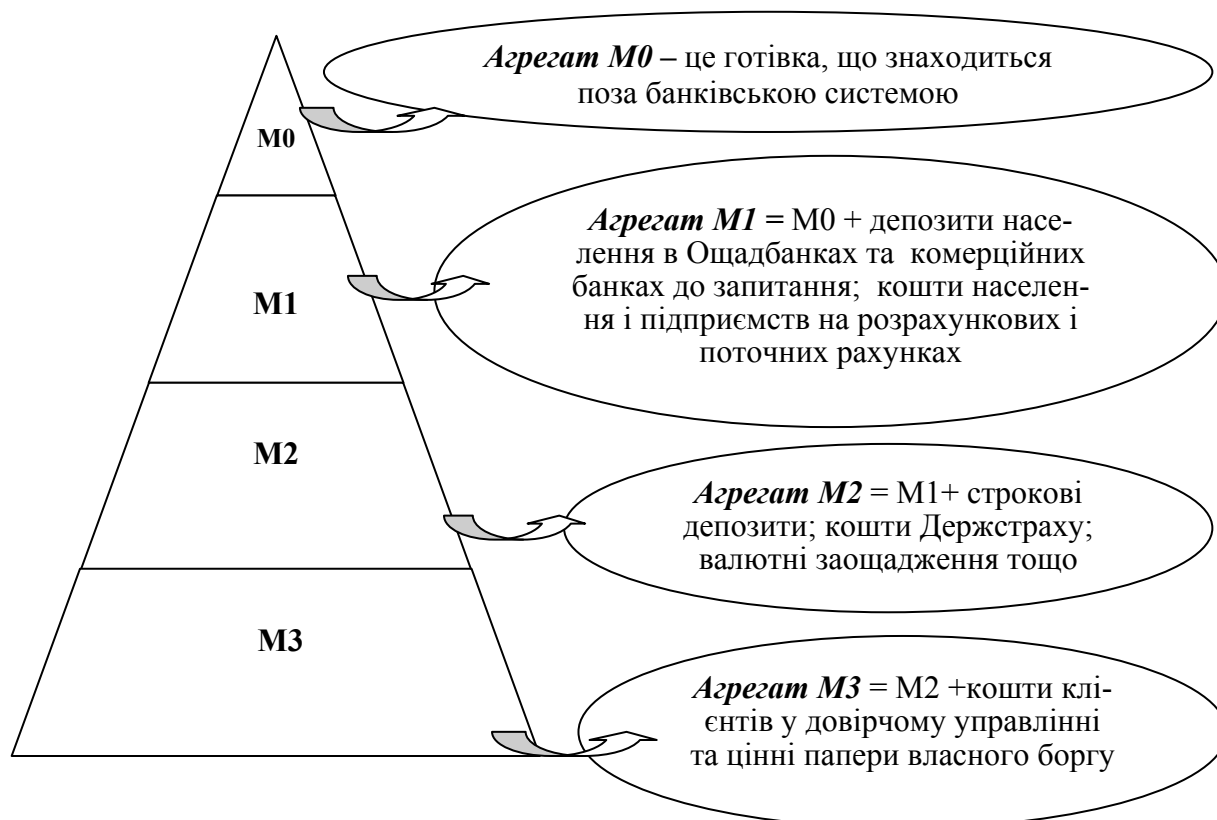 Агрегат М0 – це готівка, що знаходиться
поза банківською системою
М0
Агрегат М1 = М0 + депозити насе-
лення в Ощадбанках та комерційних
банках до запитання; кошти населен-
ня і підприємств на розрахункових і
поточних рахунках
М1
Агрегат М2 = М1+ строкові
депозити; кошти Держстраху;
валютні заощадження тощо
М2
Агрегат М3 = М2 +кошти клі-
єнтів у довірчому управлінні
та цінні папери власного боргу
М3